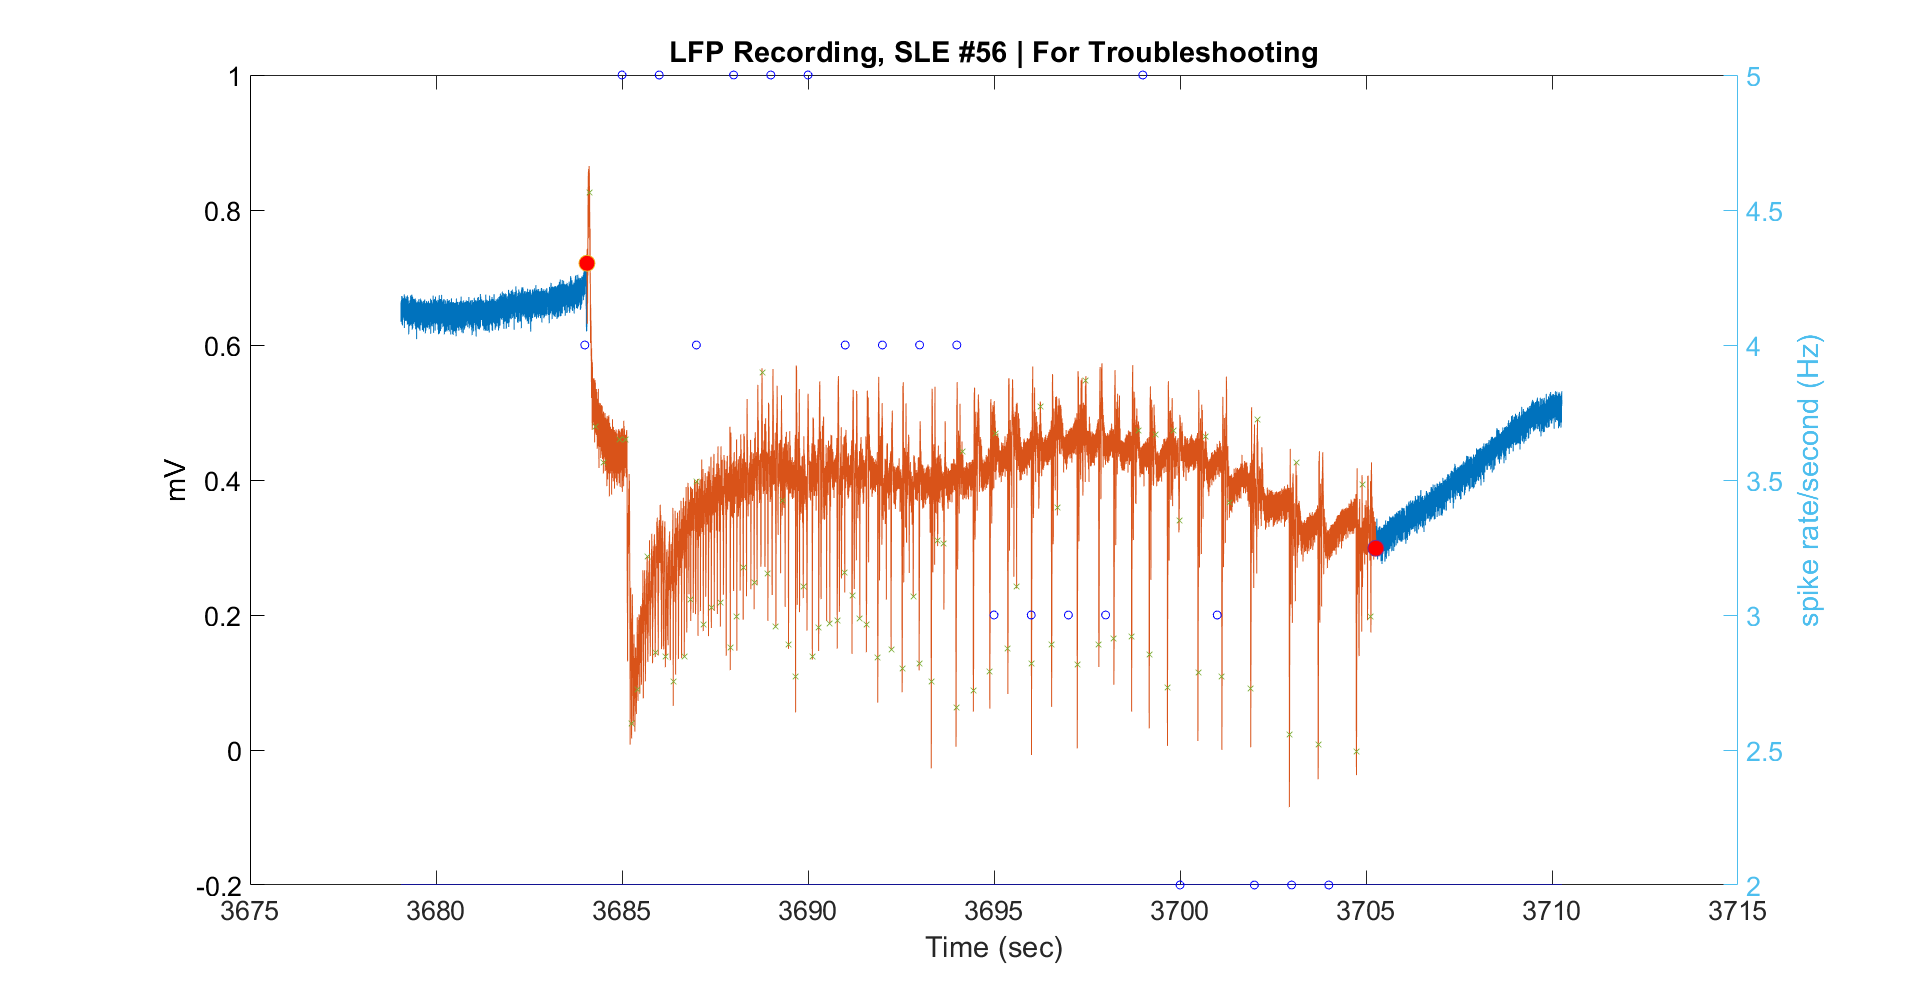 LFP Recording, SLE #56 | For Troubleshooting
1
0.8
0.6
0.4
0.2
0
-0.2
mV
5
4.5
4
3.5
3
2.5
2
spike rate/second (Hz)
3675 3680 3685 3690 3695 3700 3705 3710 3715
Time (sec)